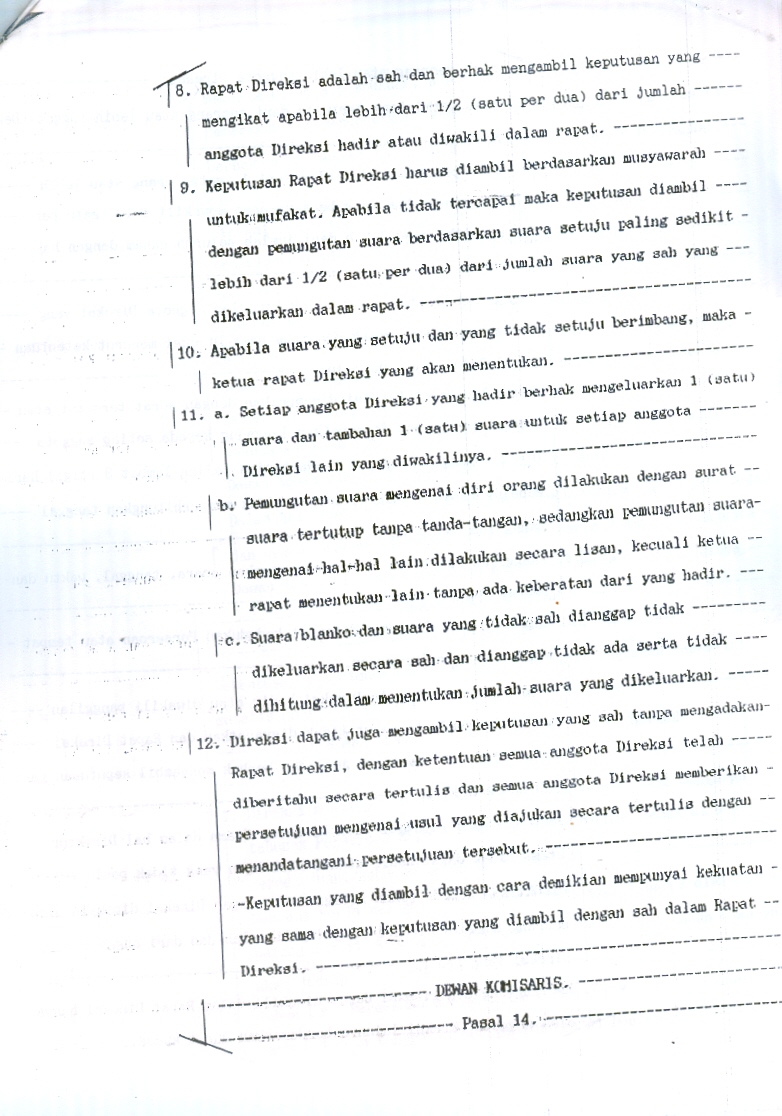 8. Rapat Direksi adalah sah dan berhak mengambil keputusan yang ----
mengikat apabila lebih dari 1/2 (satu per dua) dari jumlah ------
anggota Direksi hadir atau diwakili dalam rapat. ----------------
9. Keputusan Rapat Direksi harus diambil berdasarkan musyawarah ----
untuk mufakat. Apabila tidak tercapai maka keputusan diambil ----
dengan pemungutan suara berdasarkan suara setuju paling sedikit -
lebih dari 1/2 (satu per dua) dari jumlah suara yang sah yang ---
dikeluarkan dalam rapat. ----------------------------------------
10. Apabila suara yang setuju dan yang tidak setuju berimbang, maka -
ketua rapat Direksi yang akan menentukan. -----------------------
11. a. Setiap anggota Direksi yang hadir berhak mengeluarkan 1 (satu)
suara dan tambahan 1 (satu) suara untuk setiap anggota -------
Direksi lain yang diwakilinya. -------------------------------
b. Pemungutan suara mengenai diri orang dilakukan dengan surat --
suara tertutup tanpa tanda-tangan, sedangkan pemungutan suara-
mengenai hal-hal lain dilakukan secara lisan, kecuali ketua --
rapat menentukan lain tanpa ada keberatan dari yang hadir. ---
c. Suara blanko dan suara yang tidak sah dianggap tidak ---------
dikeluarkan secara sah dan dianggap tidak ada serta tidak ----
dihitung dalam menentukan jumlah suara yang dikeluarkan. -----
12. Direksi dapat juga mengambil keputusan yang sah tanpa mengadakan-
Rapat Direksi, dengan ketentuan semua anggota Direksi telah -----
diberitahu secara tertulis dan semua anggota Direksi memberikan -
persetujuan mengenai usul yang diajukan secara tertulis dengan --
menandatangani persetujuan tersebut. ----------------------------
-Keputusan yang diambil dengan cara demikian mempunyai kekuatan -
yang sama dengan keputusan yang diambil dengan sah dalam Rapat --
Direksi. --------------------------------------------------------
--------------------------- DEWAN KOMISARIS. --------------------------
------------------------------ Pasal 14. ------------------------------